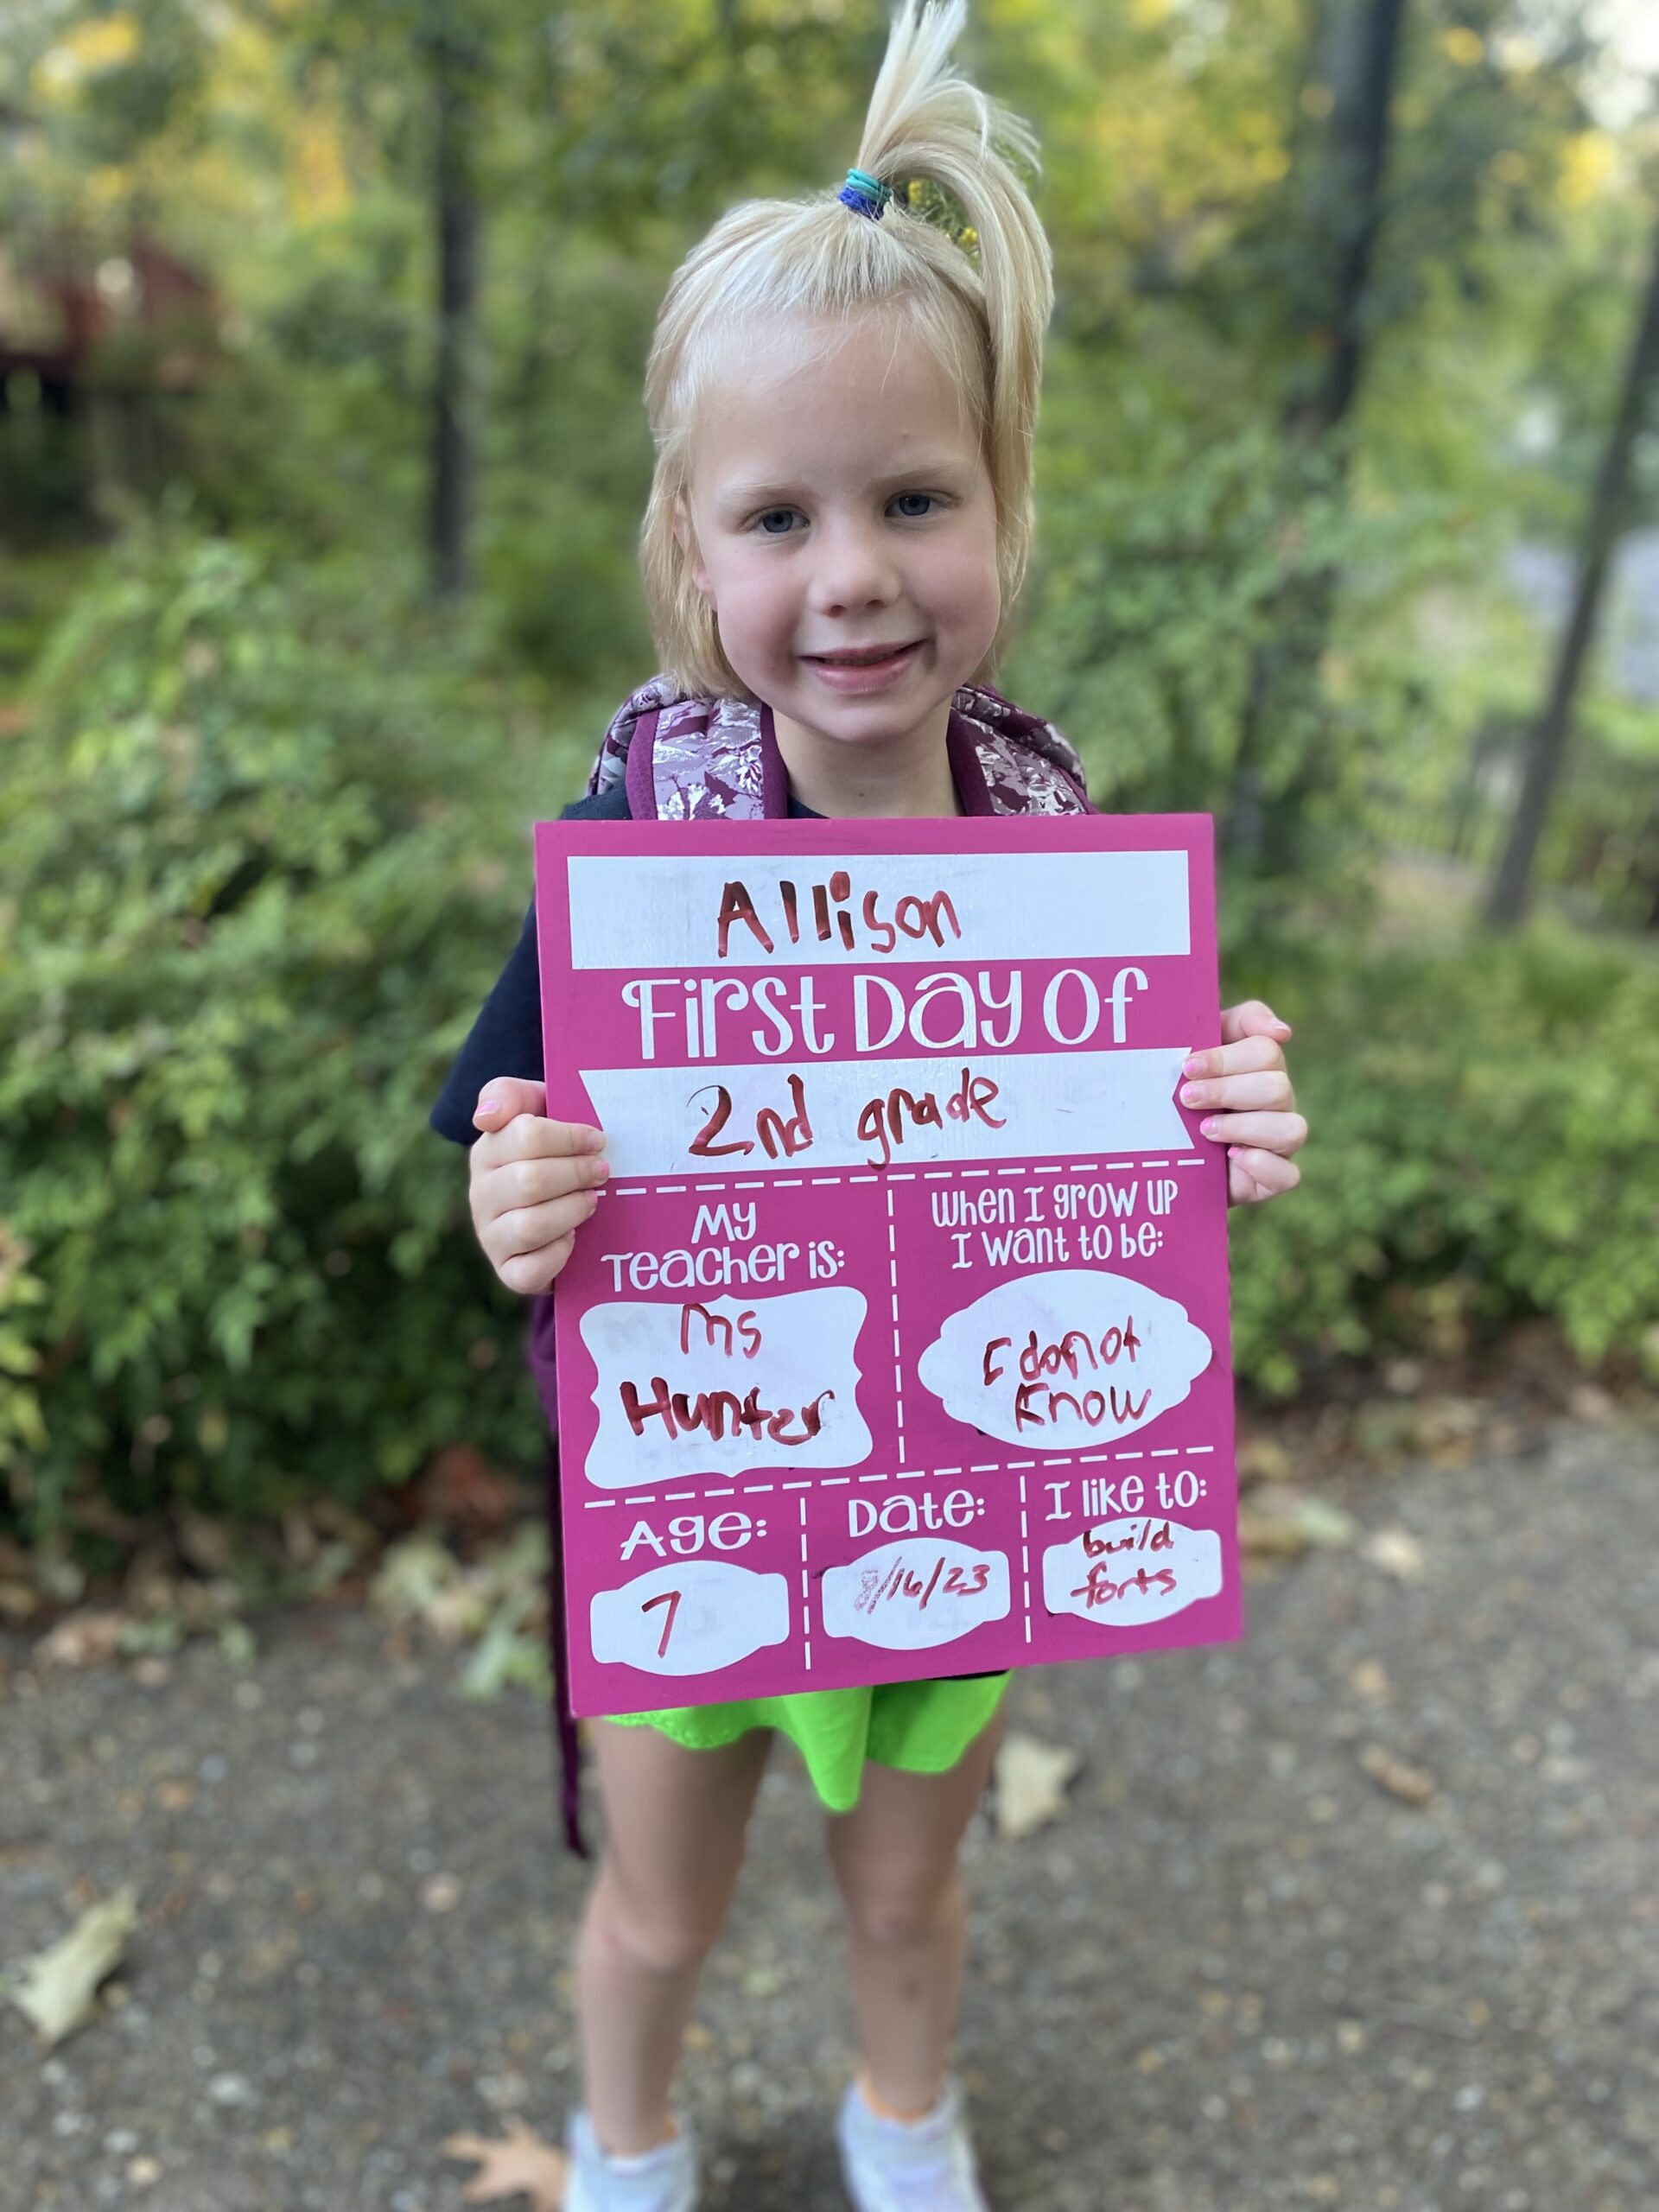 Allison
First Day Of
2nd grade
My
Teacher is:
Ms
Hunter
When I grow up
I want to be:
I do not
know
Age:
7
Date:
8/16/23
I like to:
build
forts